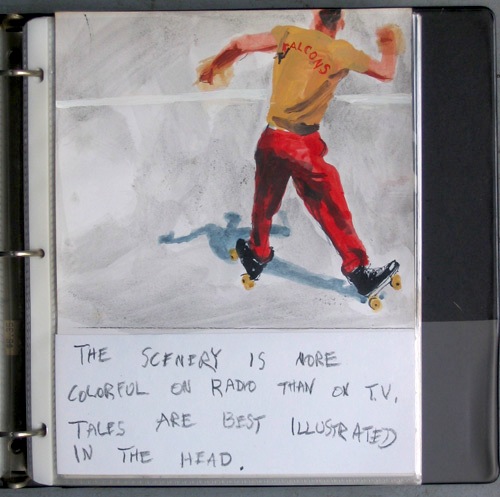 FALCONS
THE SCENERY IS MORE
COLORFUL ON RADIO THAN ON T.V.
TALES ARE BEST ILLUSTRATED
IN THE HEAD.